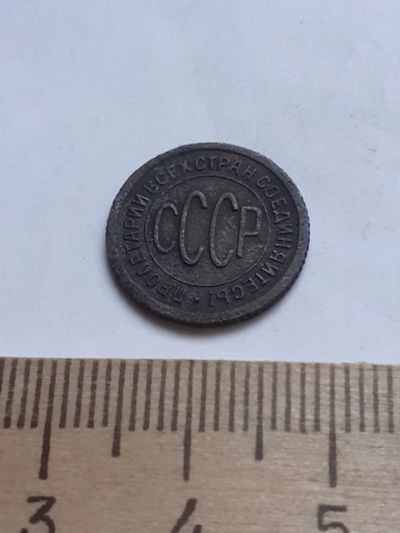 ПРОЛЕТАРИИ ВСЕХ СТРАН СОЕДИНЯЙТЕСЬ!
СССР
3 4 5